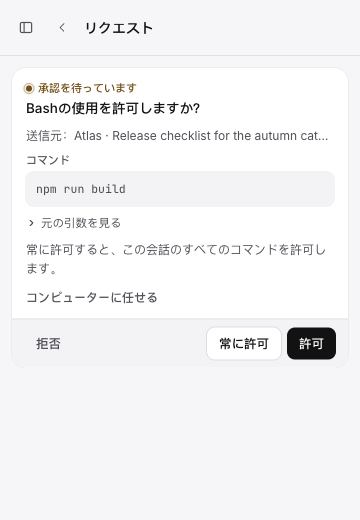 リクエスト
承認を待っています
Bashの使用を許可しますか?
送信元: Atlas · Release checklist for the autumn cat...
コマンド
npm run build
元の引数を見る
常に許可すると、この会話のすべてのコマンドを許可し
ます。
コンピューターに任せる
拒否
常に許可
許可